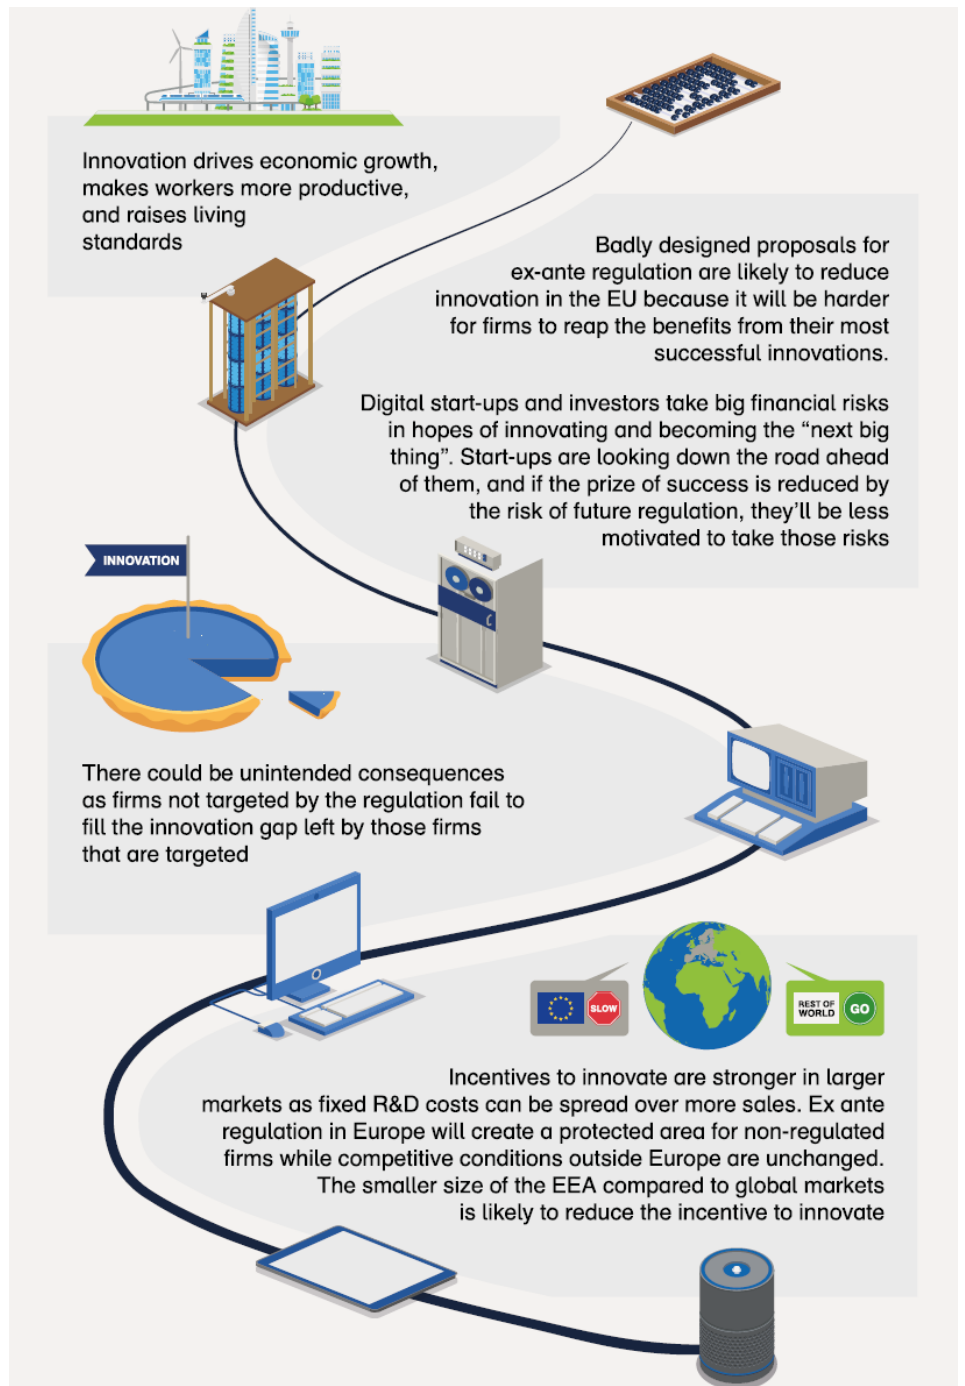 Innovation drives economic growth,
makes workers more productive,
and raises living
standards
Badly designed proposals for
ex-ante regulation are likely to reduce
innovation in the EU because it will be harder
for firms to reap the benefits from their most
successful innovations.
Digital start-ups and investors take big financial risks
in hopes of innovating and becoming the “next big
thing”. Start-ups are looking down the road ahead
of them, and if the prize of success is reduced by
the risk of future regulation, they’ll be less
motivated to take those risks
INNOVATION
There could be unintended consequences
as firms not targeted by the regulation fail to
fill the innovation gap left by those firms
that are targeted
SLOW
REST OF
WORLD
GO
Incentives to innovate are stronger in larger
markets as fixed R&D costs can be spread over more sales. Ex ante
regulation in Europe will create a protected area for non-regulated
firms while competitive conditions outside Europe are unchanged.
The smaller size of the EEA compared to global markets
is likely to reduce the incentive to innovate